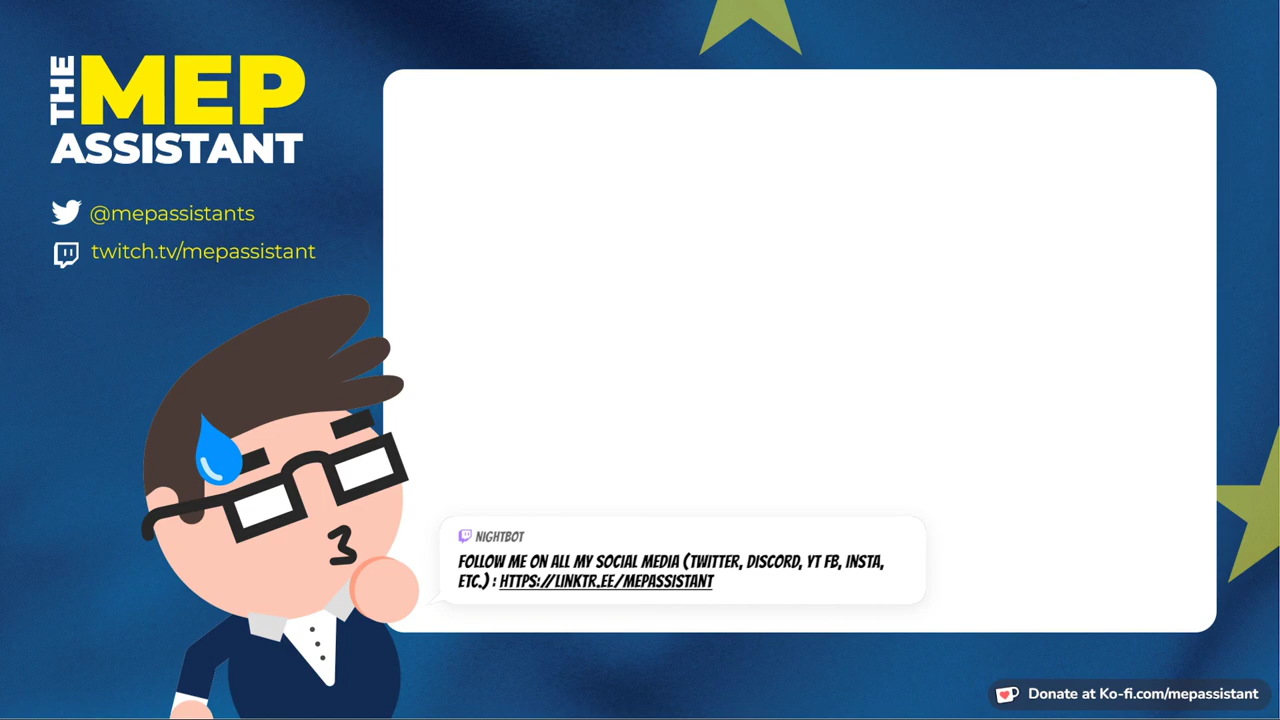 THE MEP
ASSISTANT
@mepassistants
twitch.tv/mepassistant
NIGHTBOT
FOLLOW ME ON ALL MY SOCIAL MEDIA (TWITTER, DISCORD, YT FB, INSTA,
ETC.) : HTTPS://LINKTR.EE/MEPASSISTANT
Donate at Ko-fi.com/mepassistant